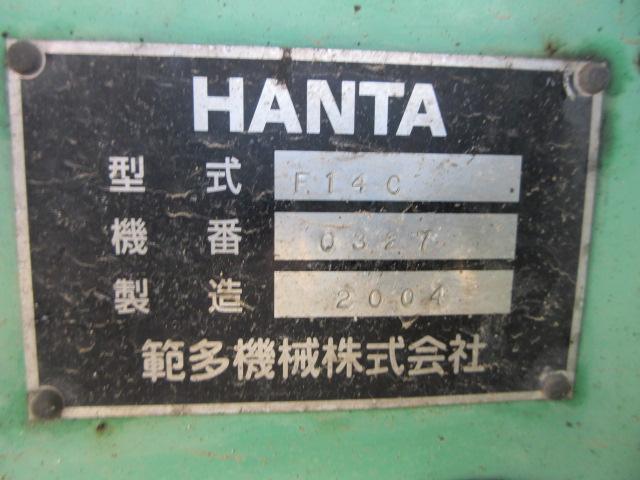 HANTA
型式 F14C
機番 0327
製造 2004
範多機械株式会社